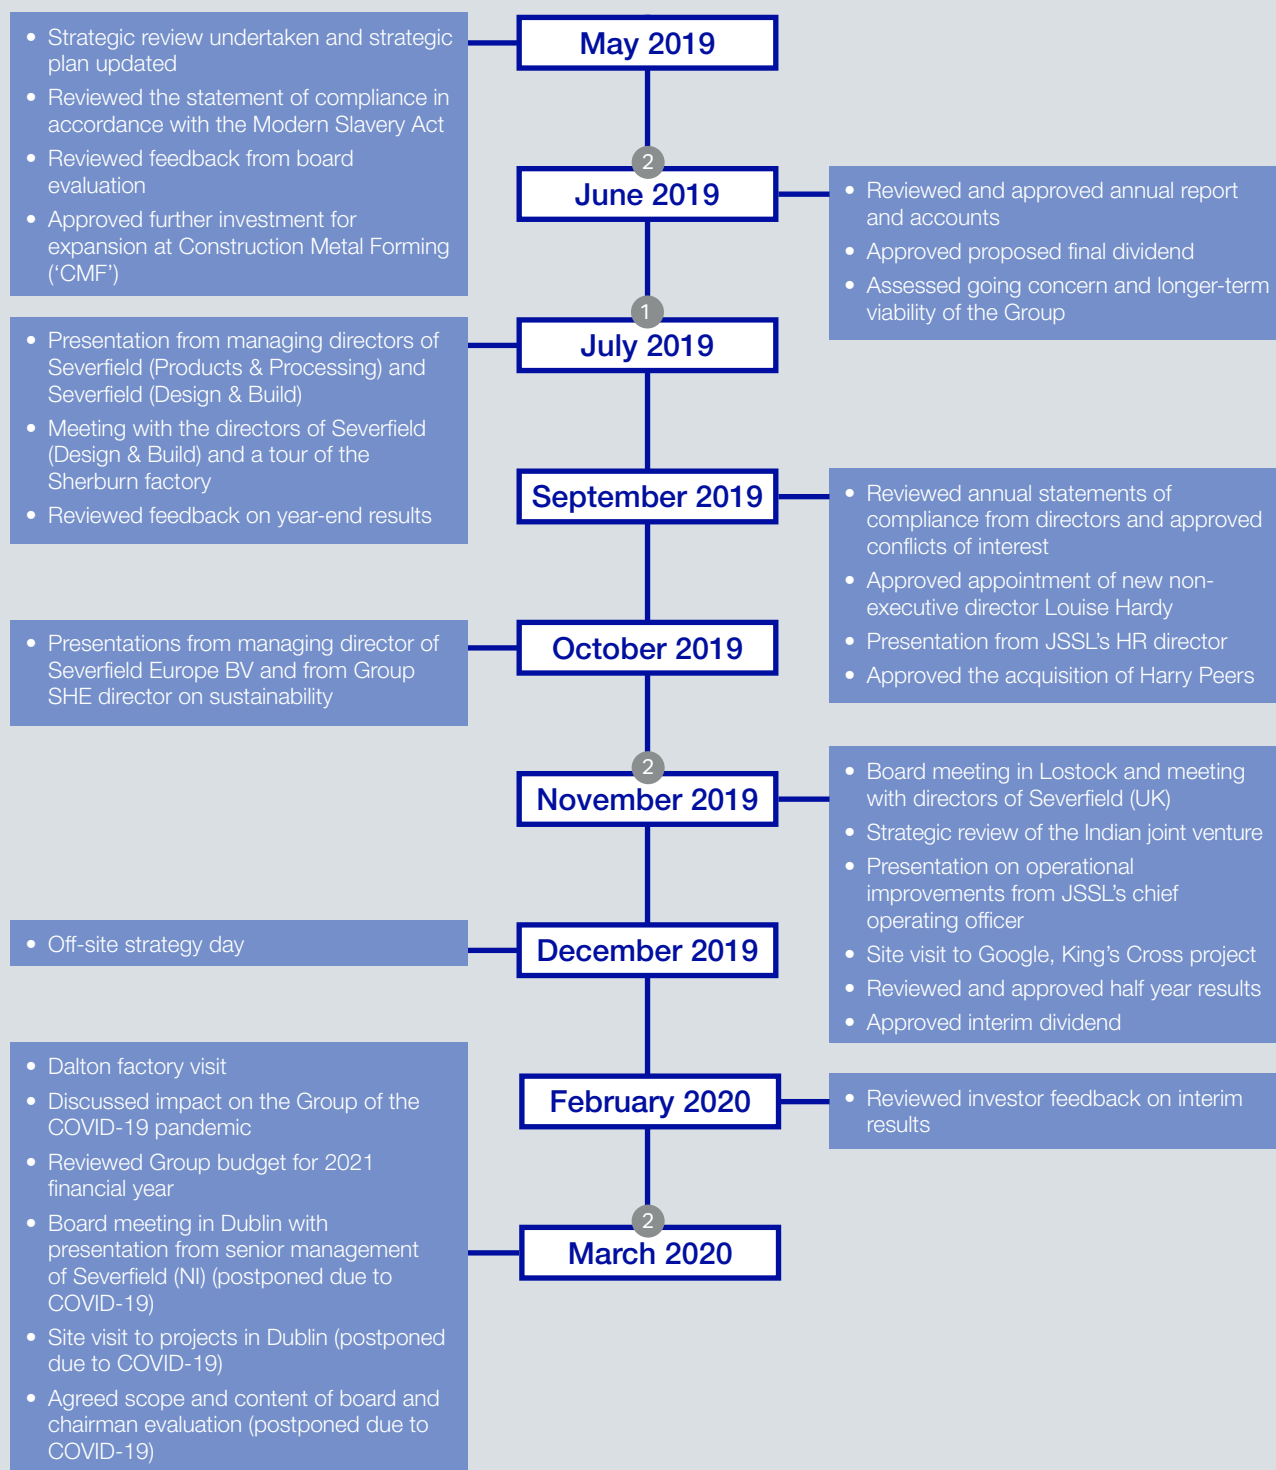 May 2019
• Strategic review undertaken and strategic
plan updated
• Reviewed the statement of compliance in
accordance with the Modern Slavery Act
• Reviewed feedback from board
evaluation
• Approved further investment for
expansion at Construction Metal Forming
(‘CMF’)
2
June 2019
• Reviewed and approved annual report
and accounts
• Approved proposed final dividend
• Assessed going concern and longer-term
viability of the Group
1
July 2019
• Presentation from managing directors of
Severfield (Products & Processing) and
Severfield (Design & Build)
• Meeting with the directors of Severfield
(Design & Build) and a tour of the
Sherburn factory
• Reviewed feedback on year-end results
September 2019
• Reviewed annual statements of
compliance from directors and approved
conflicts of interest
• Approved appointment of new non-
executive director Louise Hardy
• Presentation from JSSL’s HR director
• Approved the acquisition of Harry Peers
October 2019
• Presentations from managing director of
Severfield Europe BV and from Group
SHE director on sustainability
2
November 2019
• Board meeting in Lostock and meeting
with directors of Severfield (UK)
• Strategic review of the Indian joint venture
• Presentation on operational
improvements from JSSL’s chief
operating officer
• Site visit to Google, King’s Cross project
• Reviewed and approved half year results
• Approved interim dividend
December 2019
• Off-site strategy day
February 2020
• Reviewed investor feedback on interim
results
2
March 2020
• Dalton factory visit
• Discussed impact on the Group of the
COVID-19 pandemic
• Reviewed Group budget for 2021
financial year
• Board meeting in Dublin with
presentation from senior management
of Severfield (NI) (postponed due to
COVID-19)
• Site visit to projects in Dublin (postponed
due to COVID-19)
• Agreed scope and content of board and
chairman evaluation (postponed due to
COVID-19)